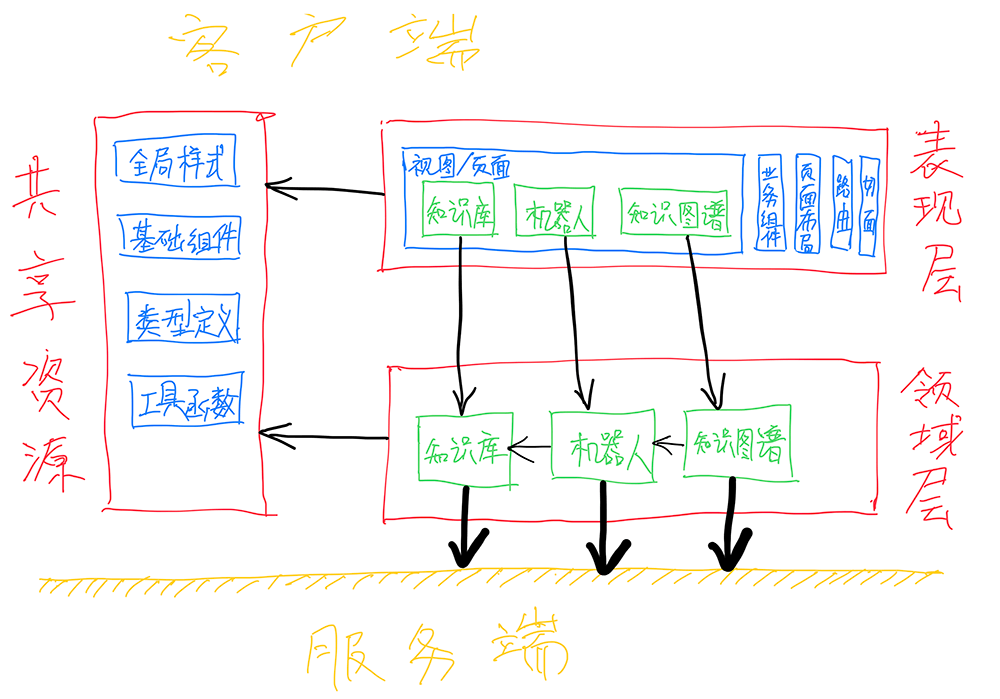 客户端
共享资源
全局样式
基础组件
类型定义
工具函数
视图/页面
知识库
机器人
知识图谱
业务组件
页面布局
路由
切面
表现层
知识库
机器人
知识图谱
领域层
服务端